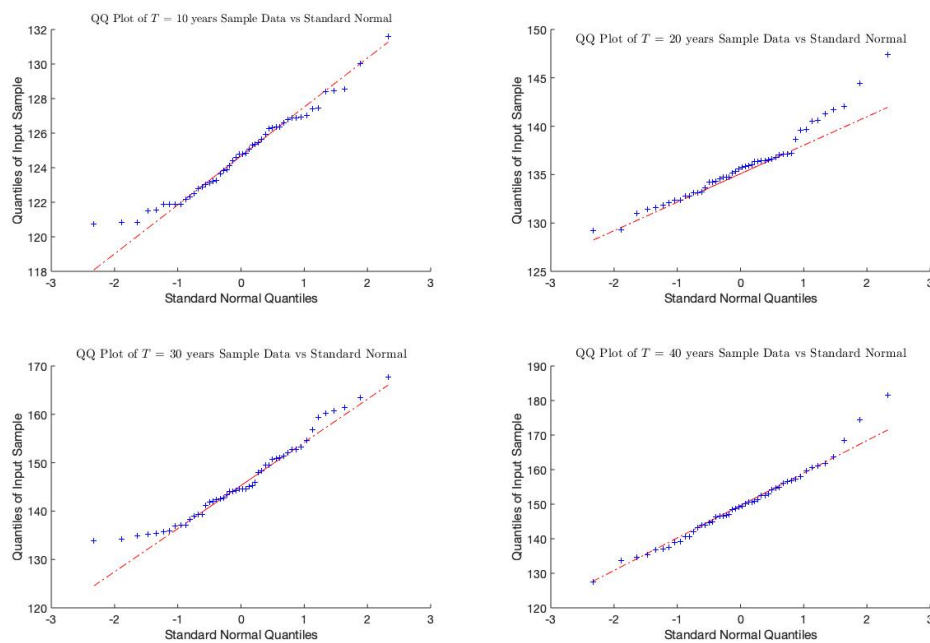 QQ Plot of T = 10 years Sample Data vs Standard Normal
132
130
128
126
124
122
120
118
Quantiles of Input Sample
-3 -2 -1 0 1 2 3
Standard Normal Quantiles
QQ Plot of T = 20 years Sample Data vs Standard Normal
150
145
140
135
130
125
Quantiles of Input Sample
-3 -2 -1 0 1 2 3
Standard Normal Quantiles
QQ Plot of T = 30 years Sample Data vs Standard Normal
170
160
150
140
130
120
Quantiles of Input Sample
-3 -2 -1 0 1 2 3
Standard Normal Quantiles
QQ Plot of T = 40 years Sample Data vs Standard Normal
190
180
170
160
150
140
130
120
Quantiles of Input Sample
-3 -2 -1 0 1 2 3
Standard Normal Quantiles